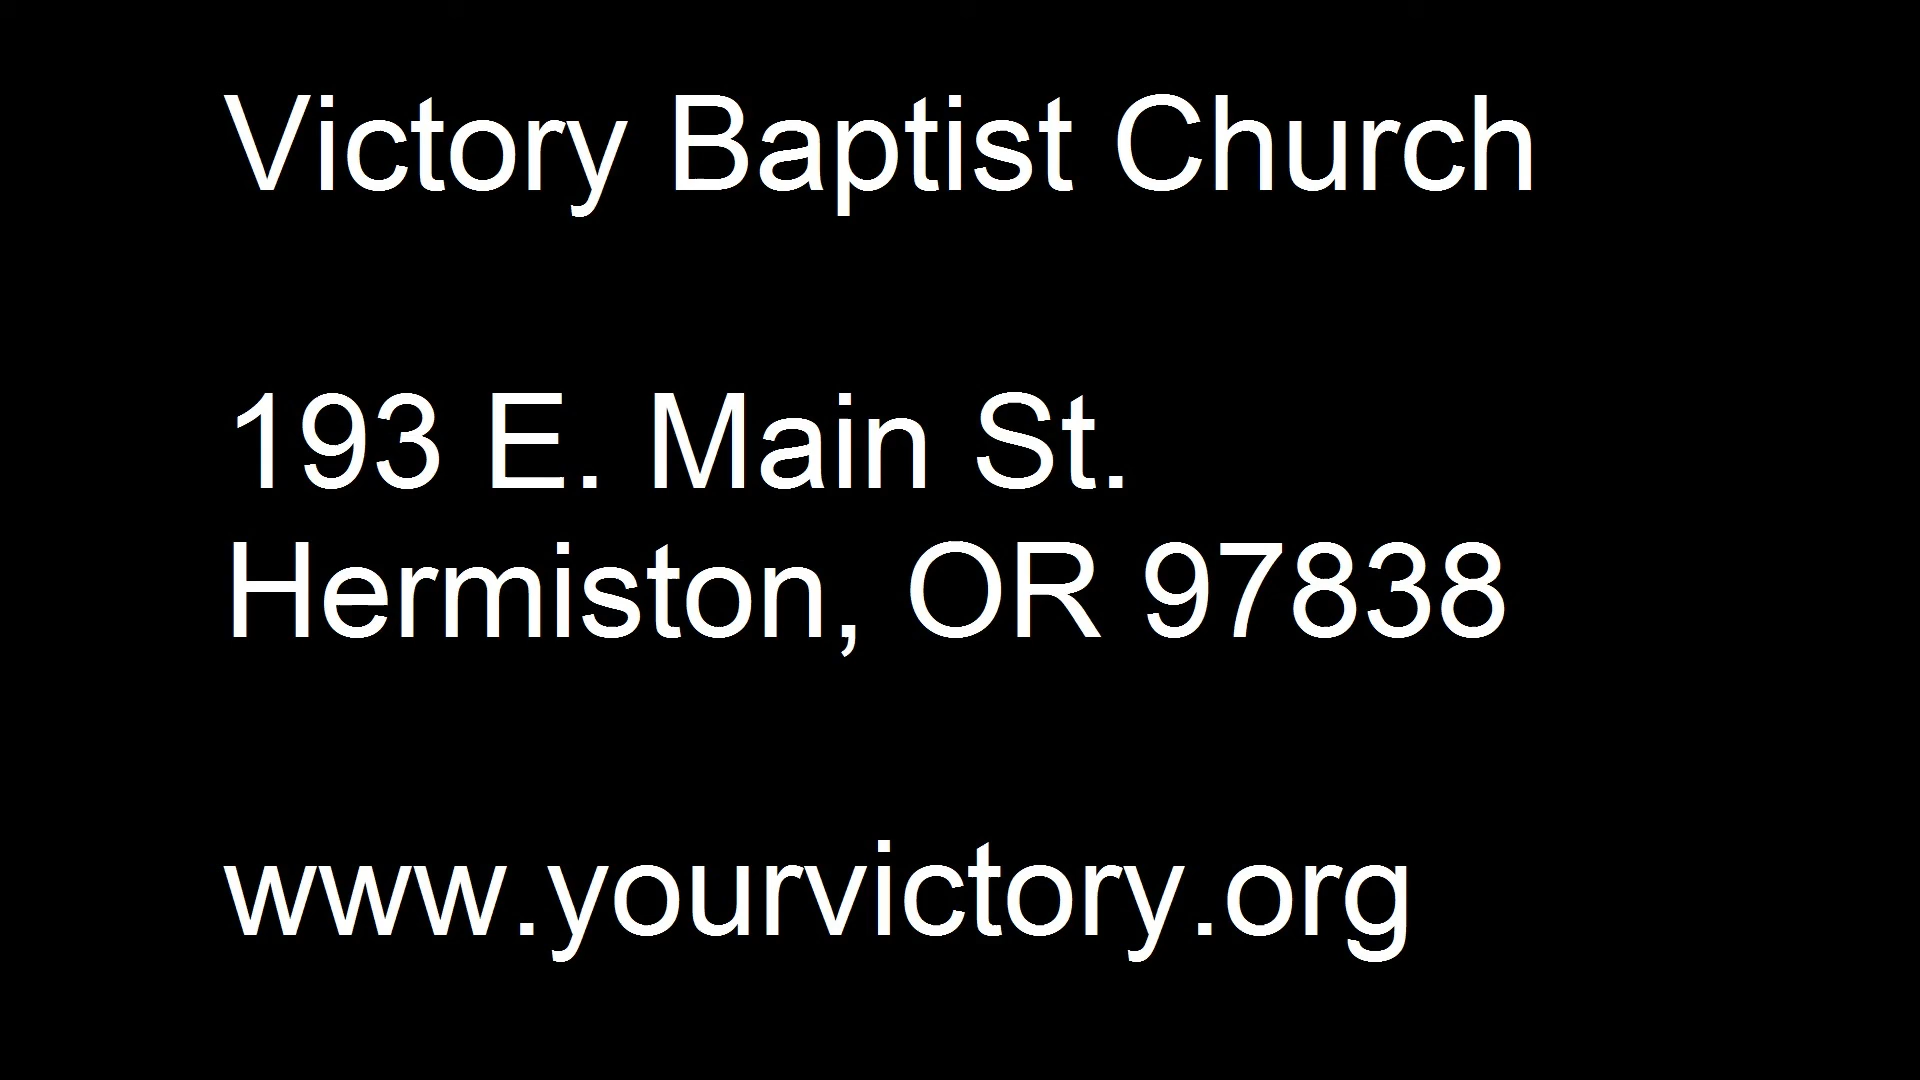 Victory Baptist Church
193 E. Main St.
Hermiston, OR 97838
www.yourvictory.org